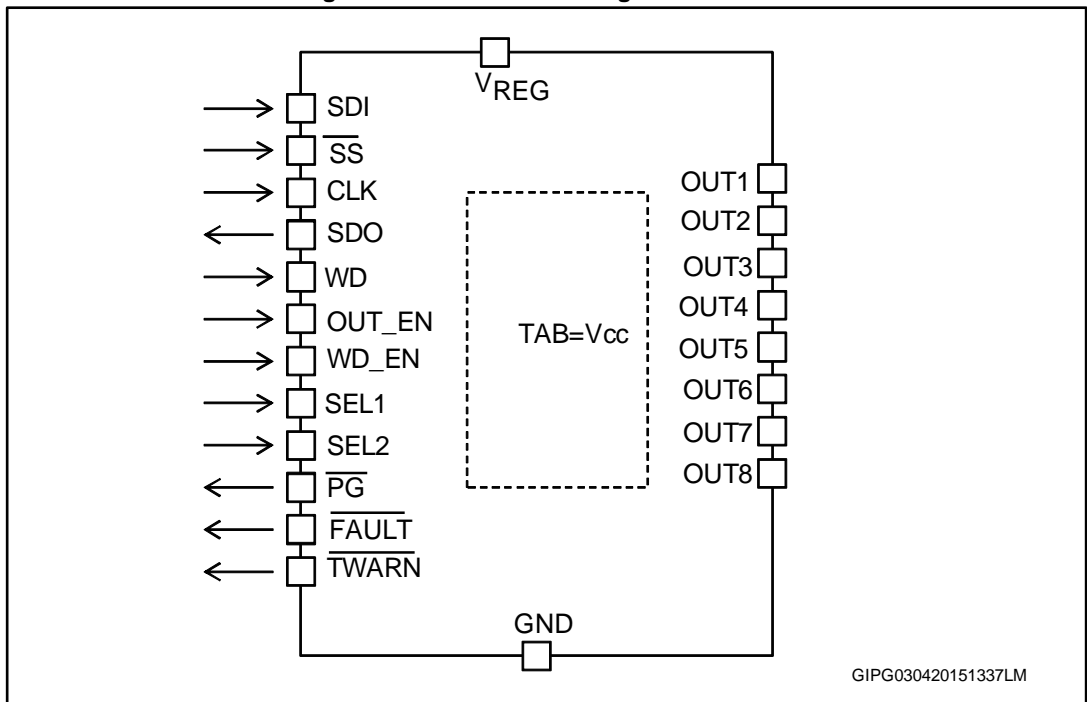 VREG
SDI
SS
CLK
SDO
WD
OUT_EN
WD_EN
SEL1
SEL2
PG
FAULT
TWARN
TAB=Vcc
OUT1
OUT2
OUT3
OUT4
OUT5
OUT6
OUT7
OUT8
GND
GIPG030420151337LM